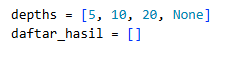 depths = [5, 10, 20, None]
daftar_hasil = []